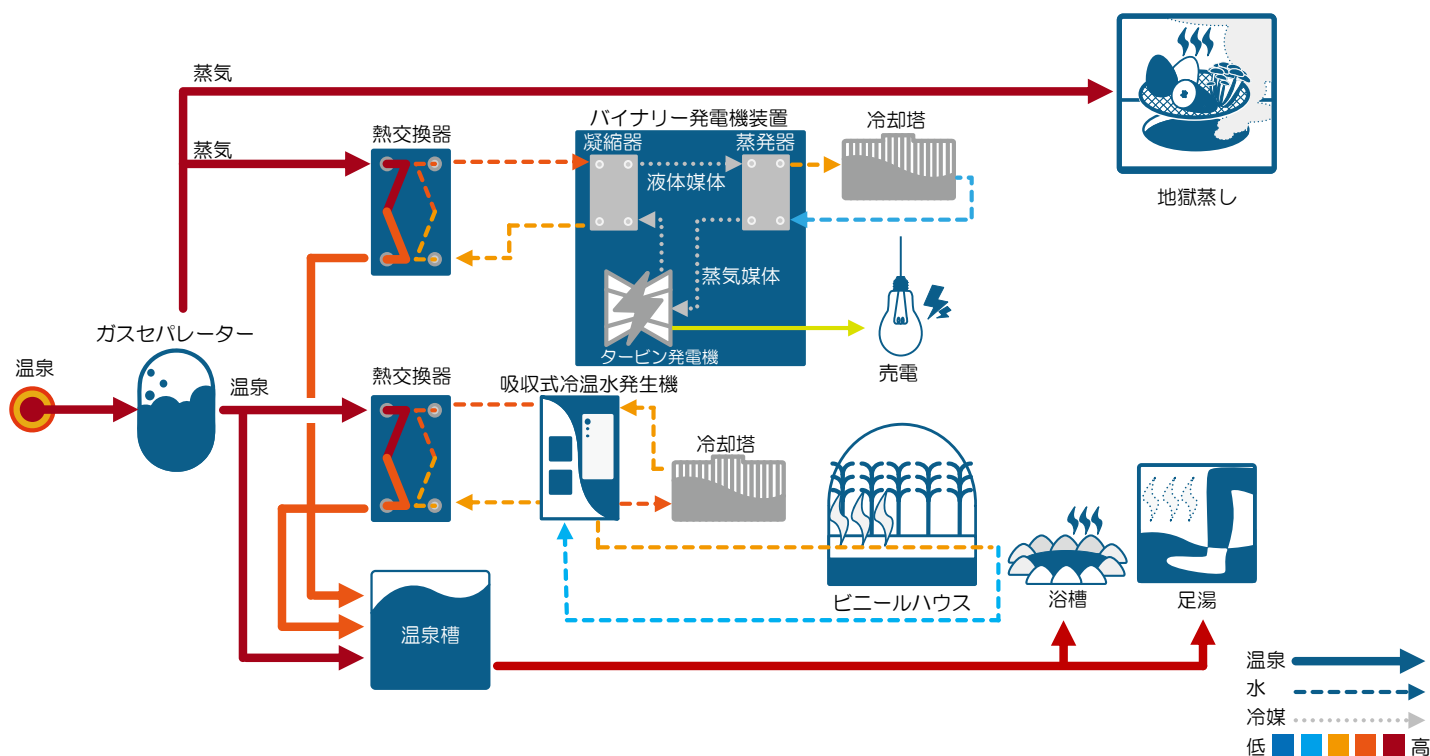 蒸気
蒸気
熱交換器
バイナリー発電機装置
凝縮器
蒸発器
液体媒体
蒸気媒体
タービン発電機
冷却塔
地獄蒸し
売電
ガスセパレーター
温泉
温泉
熱交換器
吸収式冷温水発生機
冷却塔
ビニールハウス
浴槽
足湯
温泉槽
温泉
水
冷媒
低
高